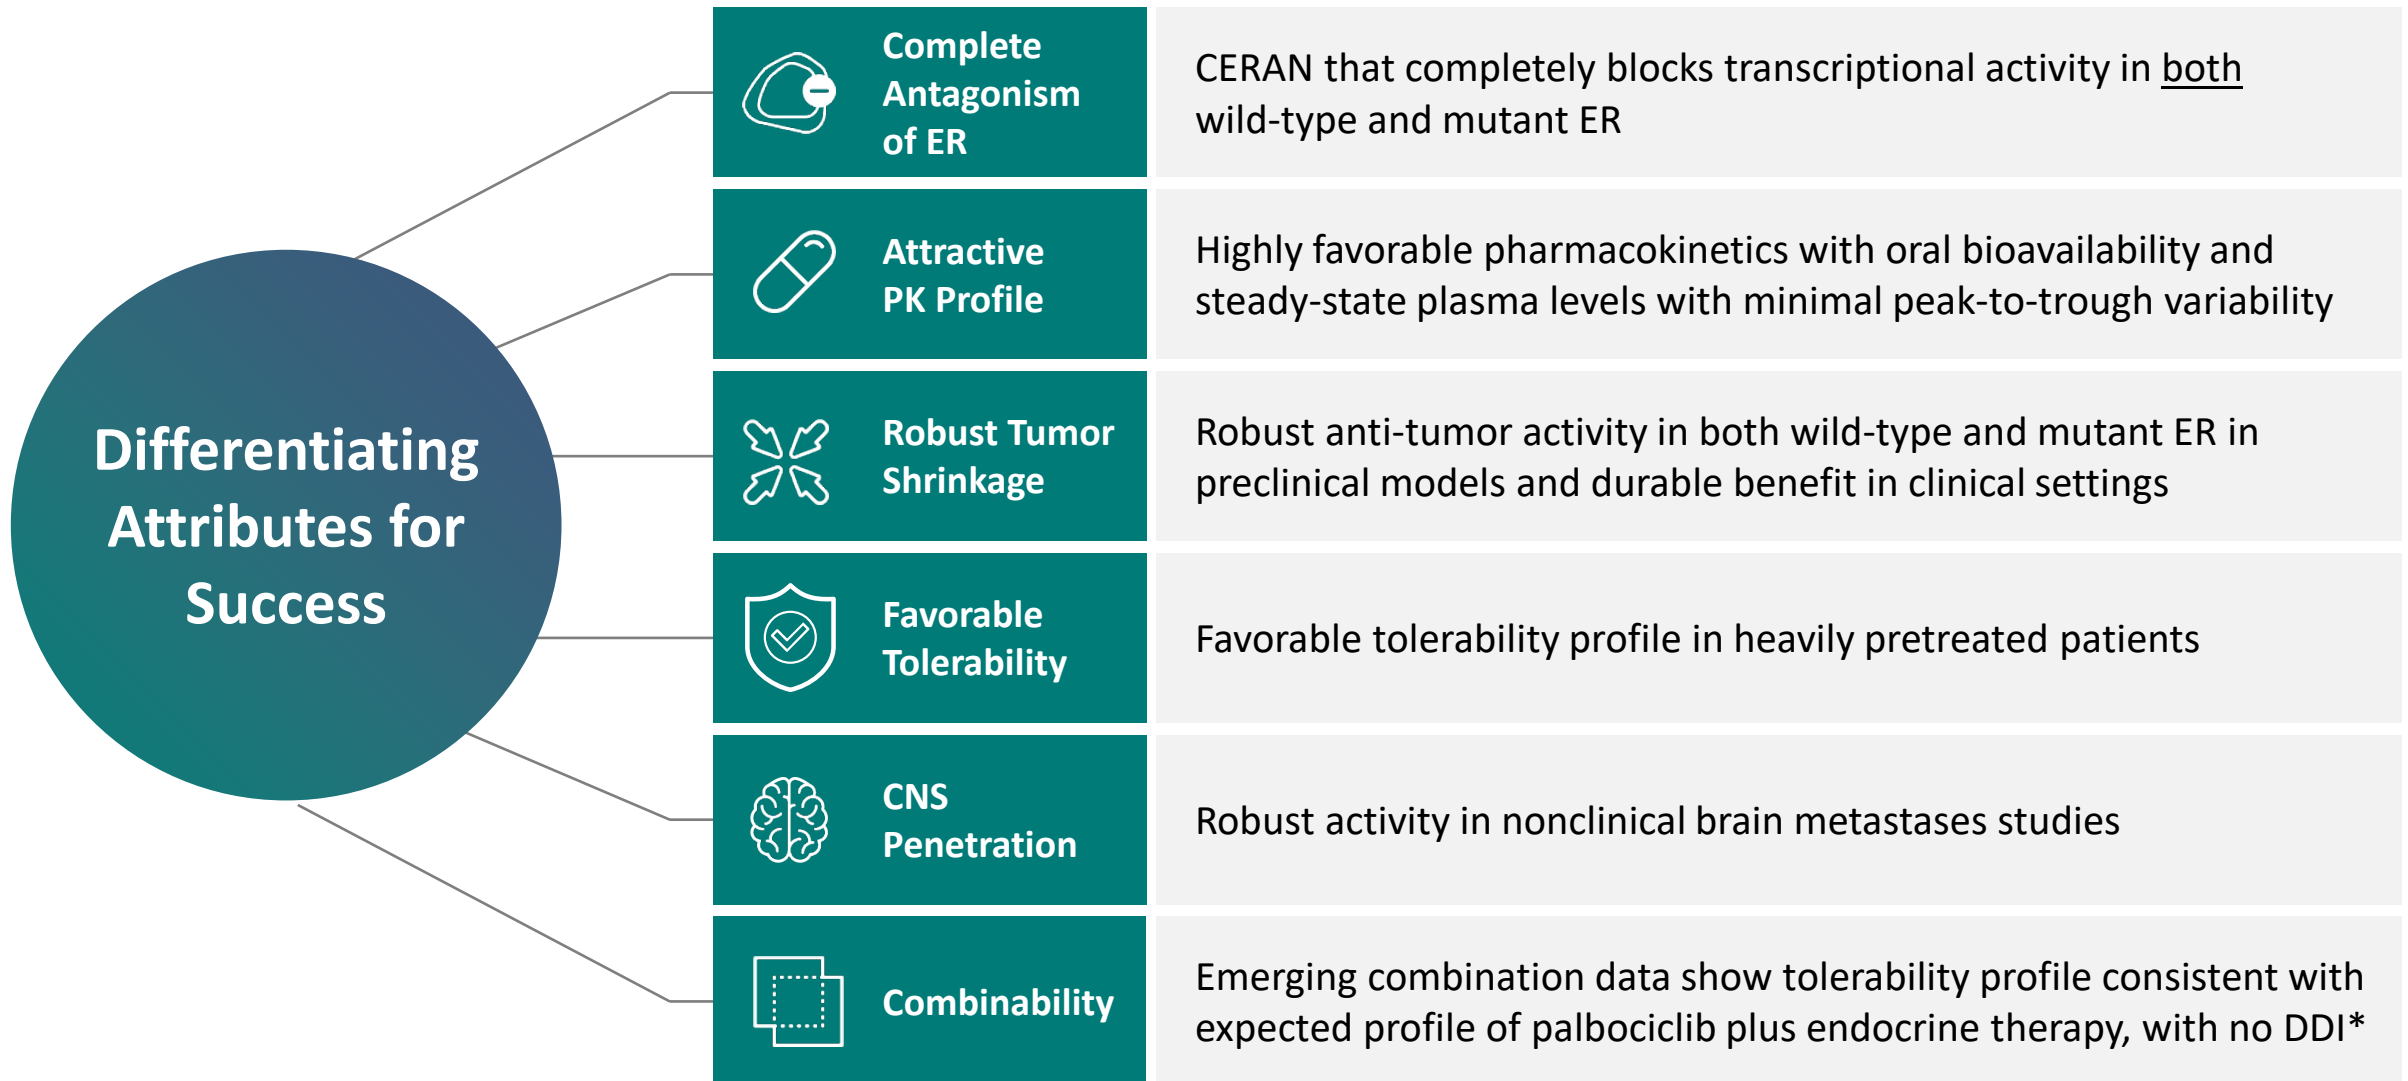 Differentiating
Attributes for
Success
Complete
Antagonism
of ER
CERAN that completely blocks transcriptional activity in both
wild-type and mutant ER
Attractive
PK Profile
Highly favorable pharmacokinetics with oral bioavailability and
steady-state plasma levels with minimal peak-to-trough variability
Robust Tumor
Shrinkage
Robust anti-tumor activity in both wild-type and mutant ER in
preclinical models and durable benefit in clinical settings
Favorable
Tolerability
Favorable tolerability profile in heavily pretreated patients
CNS
Penetration
Robust activity in nonclinical brain metastases studies
Combinability
Emerging combination data show tolerability profile consistent with
expected profile of palbociclib plus endocrine therapy, with no DDI*